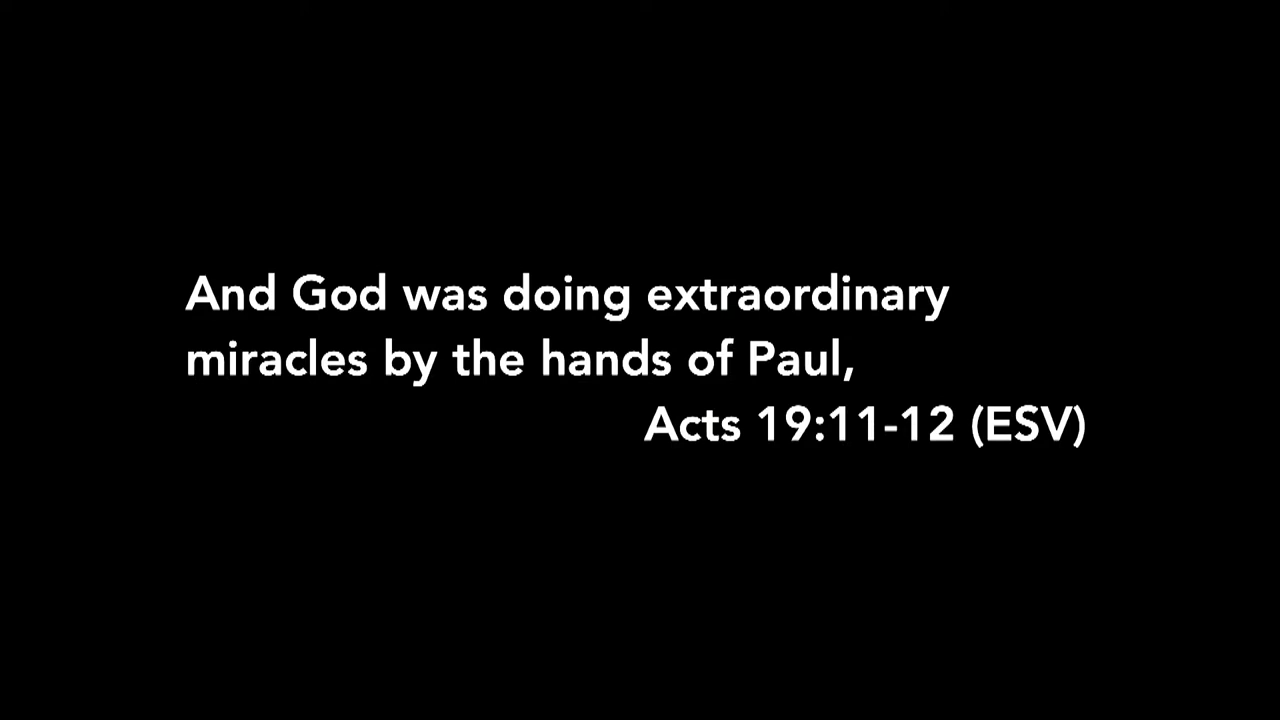 And God was doing extraordinary
miracles by the hands of Paul,
Acts 19:11-12 (ESV)